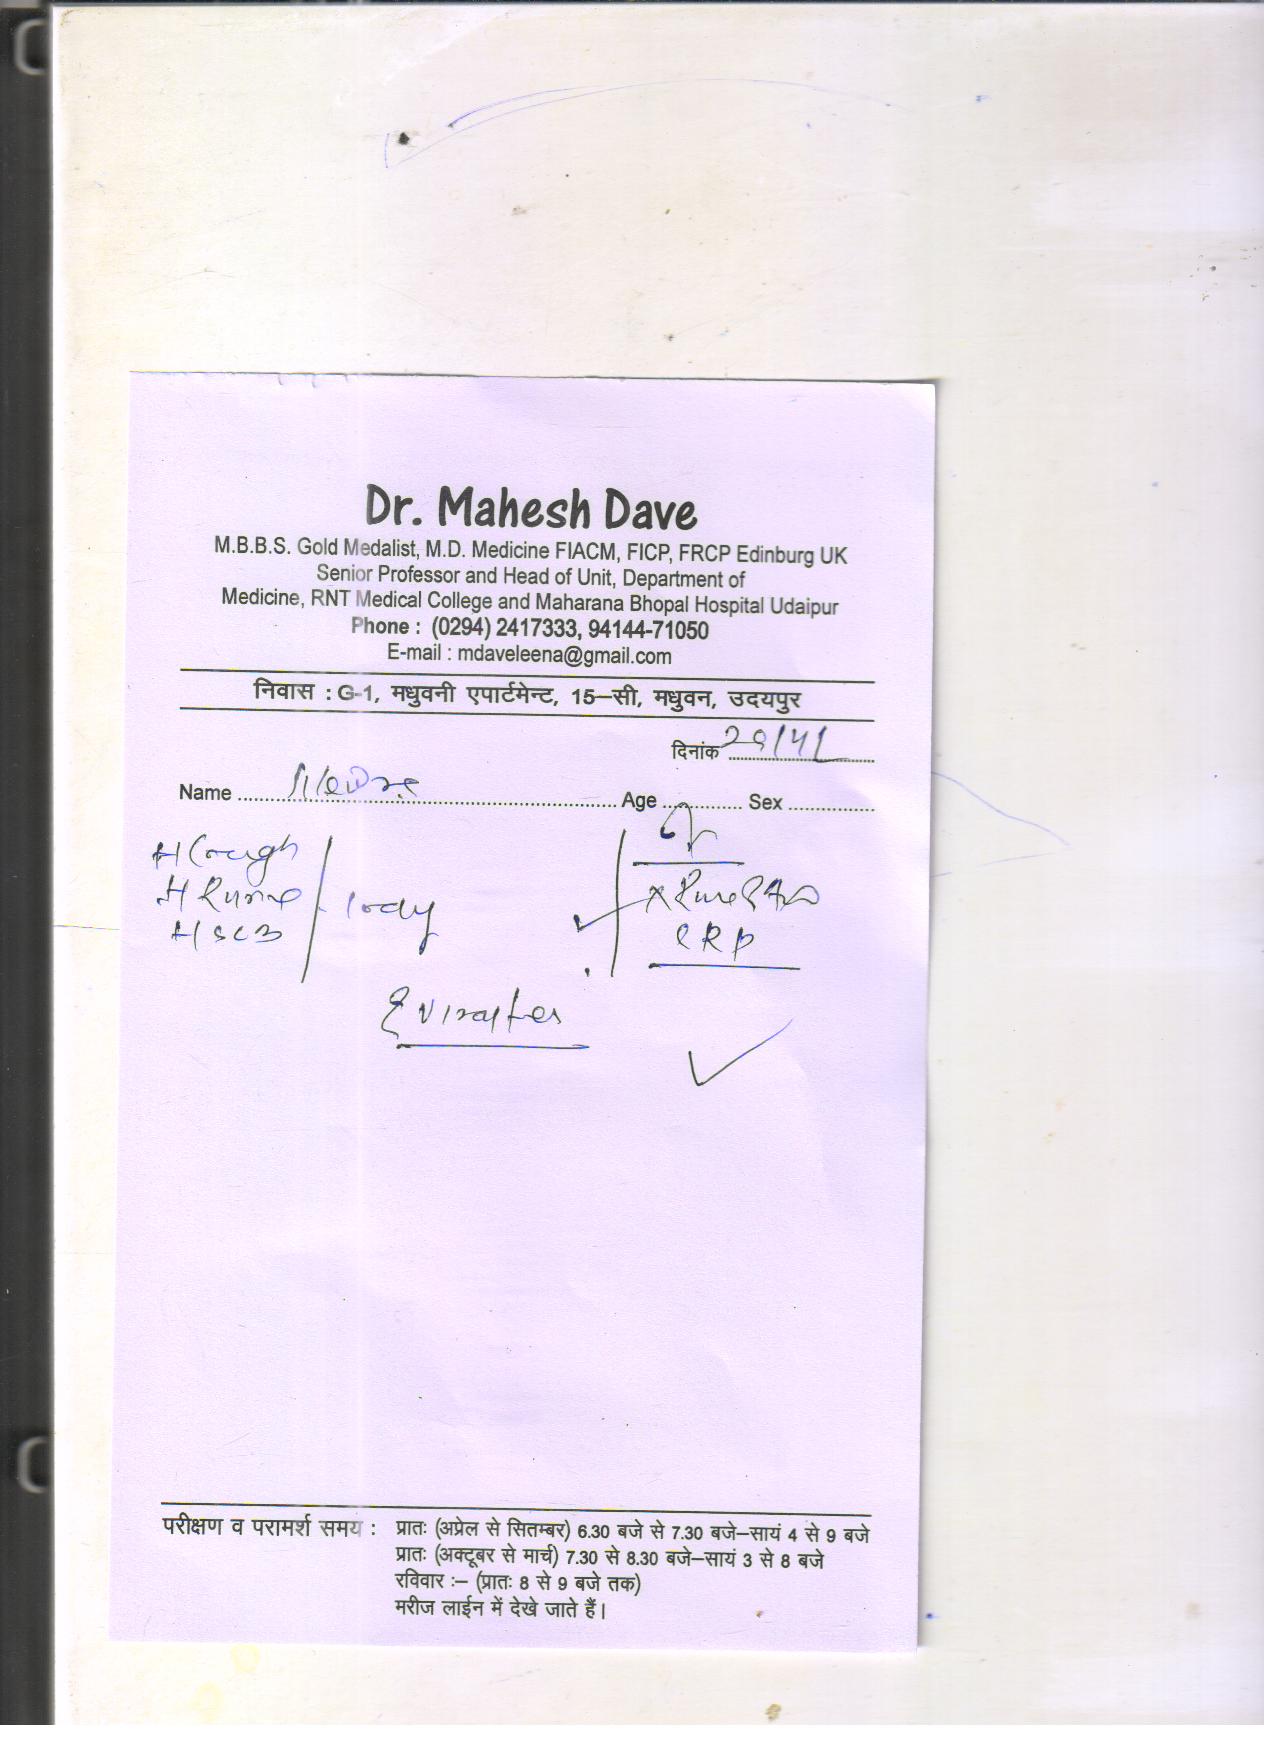 Dr. Mahesh Dave
M.B.B.S. Gold Medalist, M.D. Medicine FIACM, FICP, FRCP Edinburg UK
Senior Professor and Head of Unit, Department of
Medicine, RNT Medical College and Maharana Bhopal Hospital Udaipur
Phone : (0294) 2417333, 94144-71050
E-mail : mdaveleena@gmail.com
निवास : G-1, मधुवनी एपार्टमेन्ट, 15–सी, मधुवन, उदयपुर
दिनांक
Name Age Sex
H Cough
CRP
परीक्षण व परामर्श समय : प्रातः (अप्रेल से सितम्बर) 6.30 बजे से 7.30 बजे–सायं 4 से 9 बजे
प्रातः (अक्टूबर से मार्च) 7.30 से 8.30 बजे–सायं 3 से 8 बजे
रविवार :– (प्रातः 8 से 9 बजे तक)
मरीज लाईन में देखे जाते हैं।